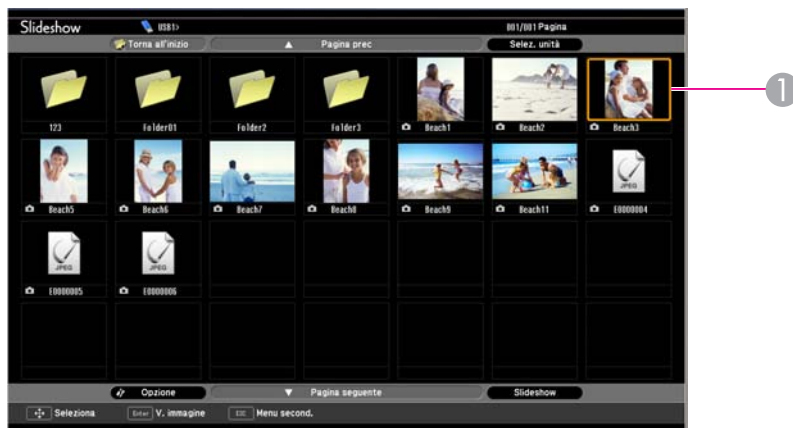 Slideshow USB1> 001/001 Pagina
Torna all'inizio ▲ Pagina prec Selez. unità
1
123 Folder01 Folder2 Folder3 Beach1 Beach2 Beach3
JPEG
Beach5 Beach6 Beach7 Beach8 Beach9 Beach11 E0000004
JPEG JPEG
E0000005 E0000006
Opzione ▼ Pagina seguente Slideshow
Seleziona Enter V. immagine ESC Menu second.